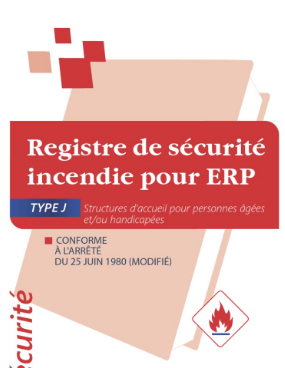 Registre de sécurité
incendie pour ERP
TYPE J
Structures d'accueil pour personnes âgées
et/ou handicapées
CONFORME
À L'ARRÊTÉ
DU 25 JUIN 1980 (MODIFIÉ)
écurité